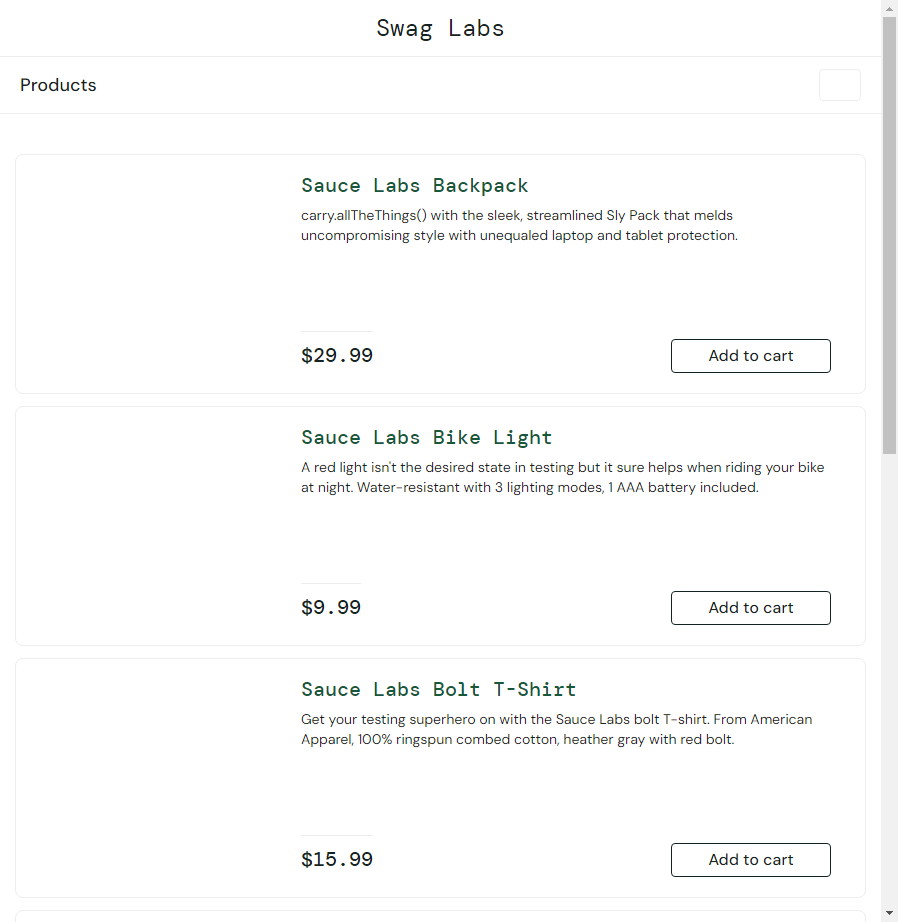 Swag Labs
Products
Sauce Labs Backpack
carry.allTheThings() with the sleek, streamlined Sly Pack that melds
uncompromising style with unequaled laptop and tablet protection.
$29.99
Add to cart
Sauce Labs Bike Light
A red light isn't the desired state in testing but it sure helps when riding your bike
at night. Water-resistant with 3 lighting modes, 1 AAA battery included.
$9.99
Add to cart
Sauce Labs Bolt T-Shirt
Get your testing superhero on with the Sauce Labs bolt T-shirt. From American
Apparel, 100% ringspun combed cotton, heather gray with red bolt.
$15.99
Add to cart